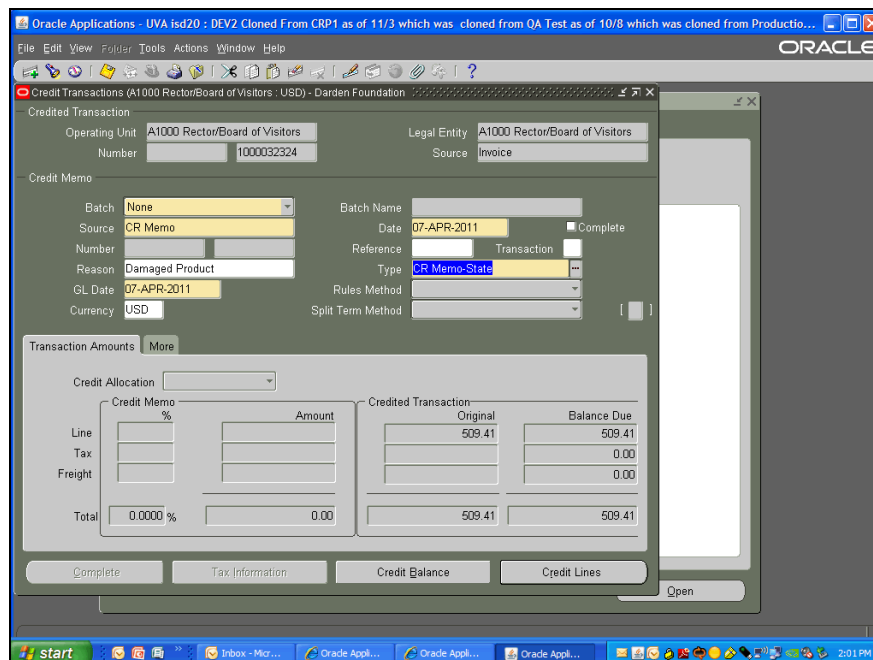 Oracle Applications - UVA isd20 : DEV2 Cloned From CRP1 as of 11/3 which was cloned from QA Test as of 10/8 which was cloned from Productio...
File Edit View Folder Tools Actions Window Help
ORACLE
Credit Transactions (A1000 Rector/Board of Visitors : USD) - Darden Foundation
Credited Transaction
Operating Unit A1000 Rector/Board of Visitors Legal Entity A1000 Rector/Board of Visitors
Number 1000032324 Source Invoice
Credit Memo
Batch None Batch Name
Source CR Memo Date 07-APR-2011 Complete
Number Reference Transaction
Reason Damaged Product Type CR Memo-State
GL Date 07-APR-2011 Rules Method
Currency USD Split Term Method [ ]
Transaction Amounts More
Credit Allocation
Credit Memo Credited Transaction
% Amount Original Balance Due
Line 509.41 509.41
Tax 0.00
Freight 0.00
Total 0.0000 % 0.00 509.41 509.41
Complete Tax Information Credit Balance Credit Lines
Open
start Inbox - Micr... Oracle Appli... Oracle Appli... Oracle Appli... 2:01 PM